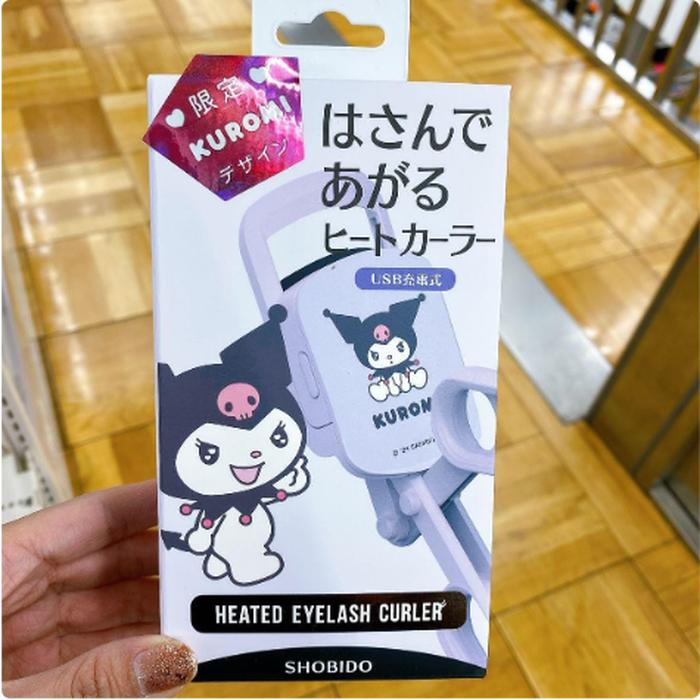 限定
KUROMI
デザイン
はさんで
あがる
ヒートカーラー
USB充電式
KUROM
HEATED EYELASH CURLER
SHOBIDO